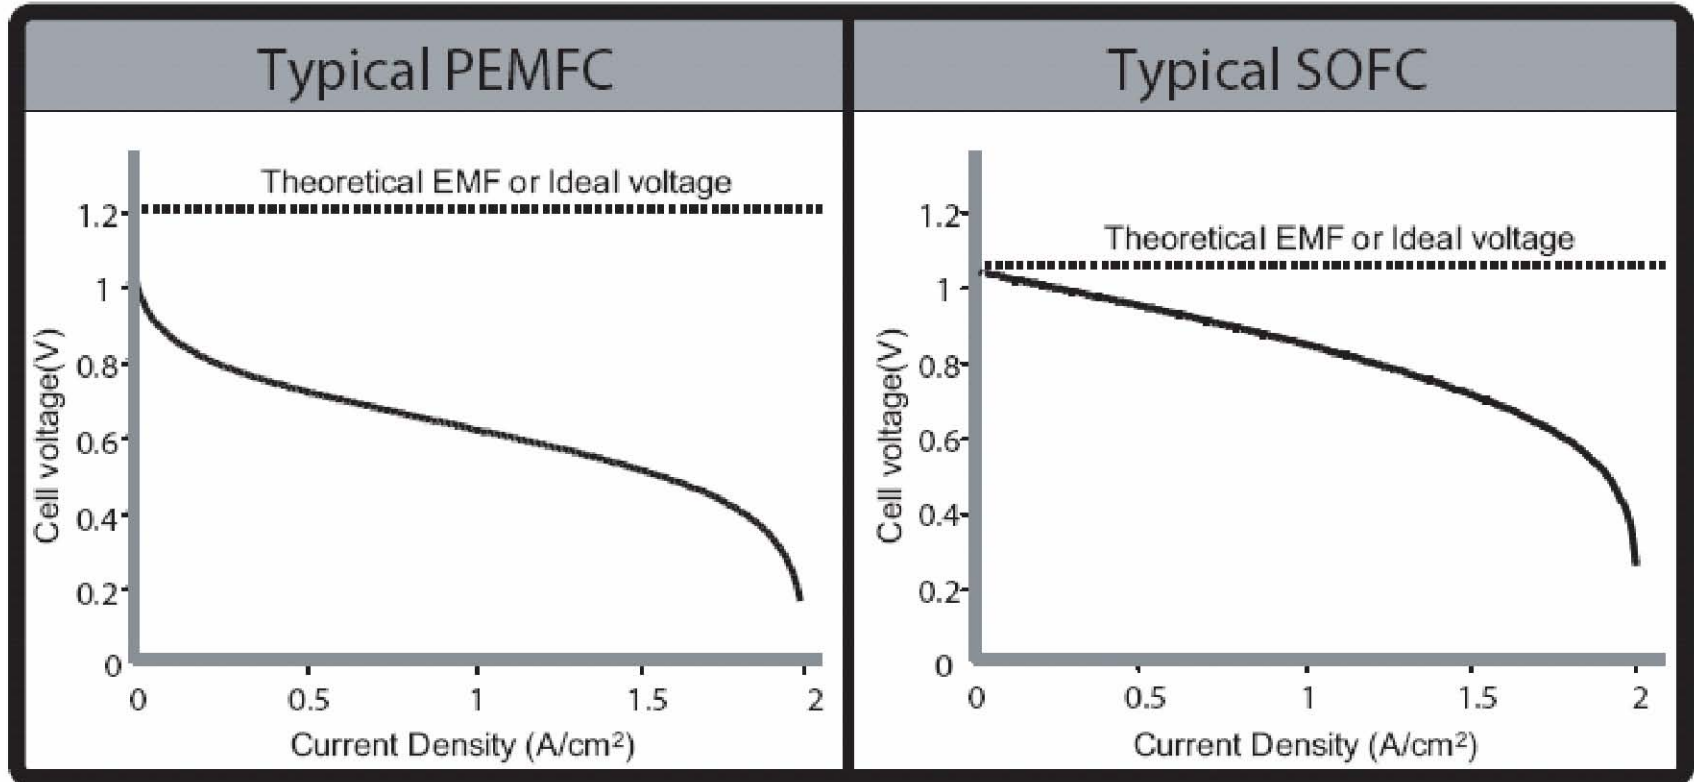 Typical PEMFC
Theoretical EMF or Ideal voltage
1.2
1
0.8
0.6
0.4
0.2
0
Cell voltage(V)
0 0.5 1 1.5 2
Current Density (A/cm²)
Typical SOFC
Theoretical EMF or Ideal voltage
1.2
1
0.8
0.6
0.4
0.2
0
Cell voltage(V)
0 0.5 1 1.5 2
Current Density (A/cm²)